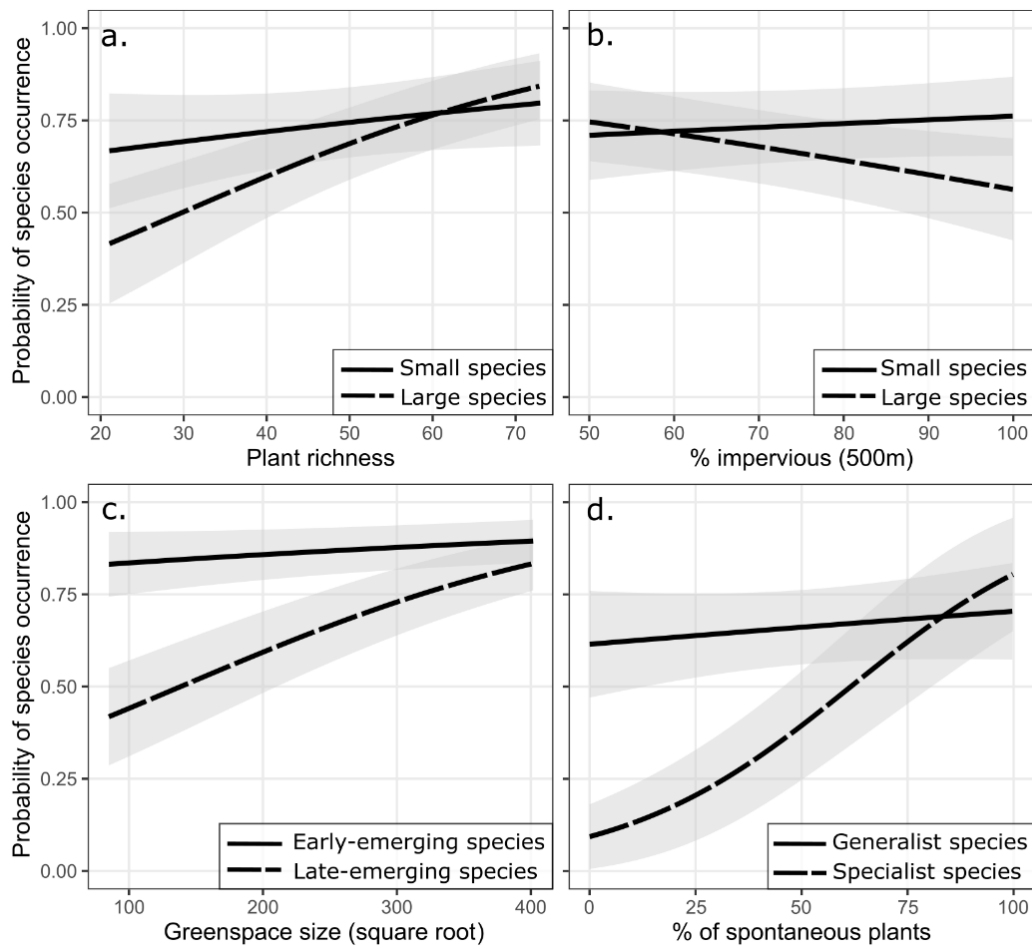 a.
Probability of species occurrence
1.00
0.75
0.50
0.25
0.00
Small species
Large species
20 30 40 50 60 70
Plant richness
b.
Small species
Large species
50 60 70 80 90 100
% impervious (500m)
c.
Probability of species occurrence
1.00
0.75
0.50
0.25
0.00
Early-emerging species
Late-emerging species
100 200 300 400
Greenspace size (square root)
d.
Generalist species
Specialist species
0 25 50 75 100
% of spontaneous plants